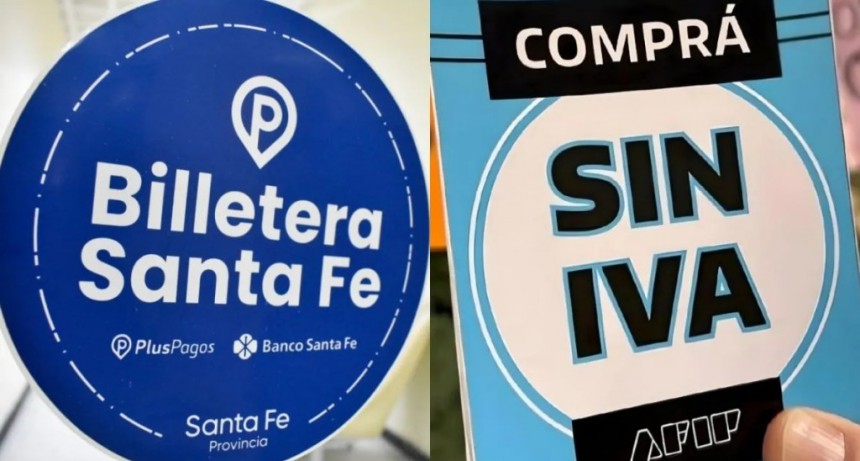 P
Billetera
Santa Fe
PlusPagos
Banco Santa Fe
Santa Fe
Provincia
COMPRÁ
SIN
IVA
AFIP